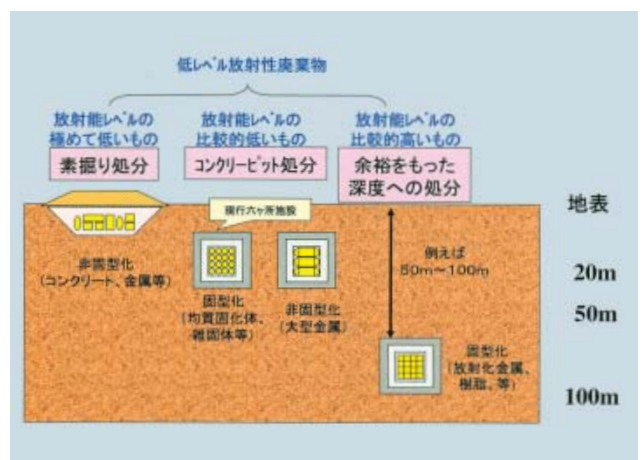 低レベル放射性廃棄物
放射能レベルの
極めて低いもの
素掘り処分
放射能レベルの
比較的低いもの
コンクリーピット処分
放射能レベルの
比較的高いもの
余裕をもった
深度への処分
地表
現行六ヶ所施設
非固型化
(コンクリート、金属等)
固型化
(均質固化体、
雑固体等)
非固型化
(大型金属)
例えば
50m～100m
20m
50m
固型化
(放射化金属、
樹脂、等)
100m